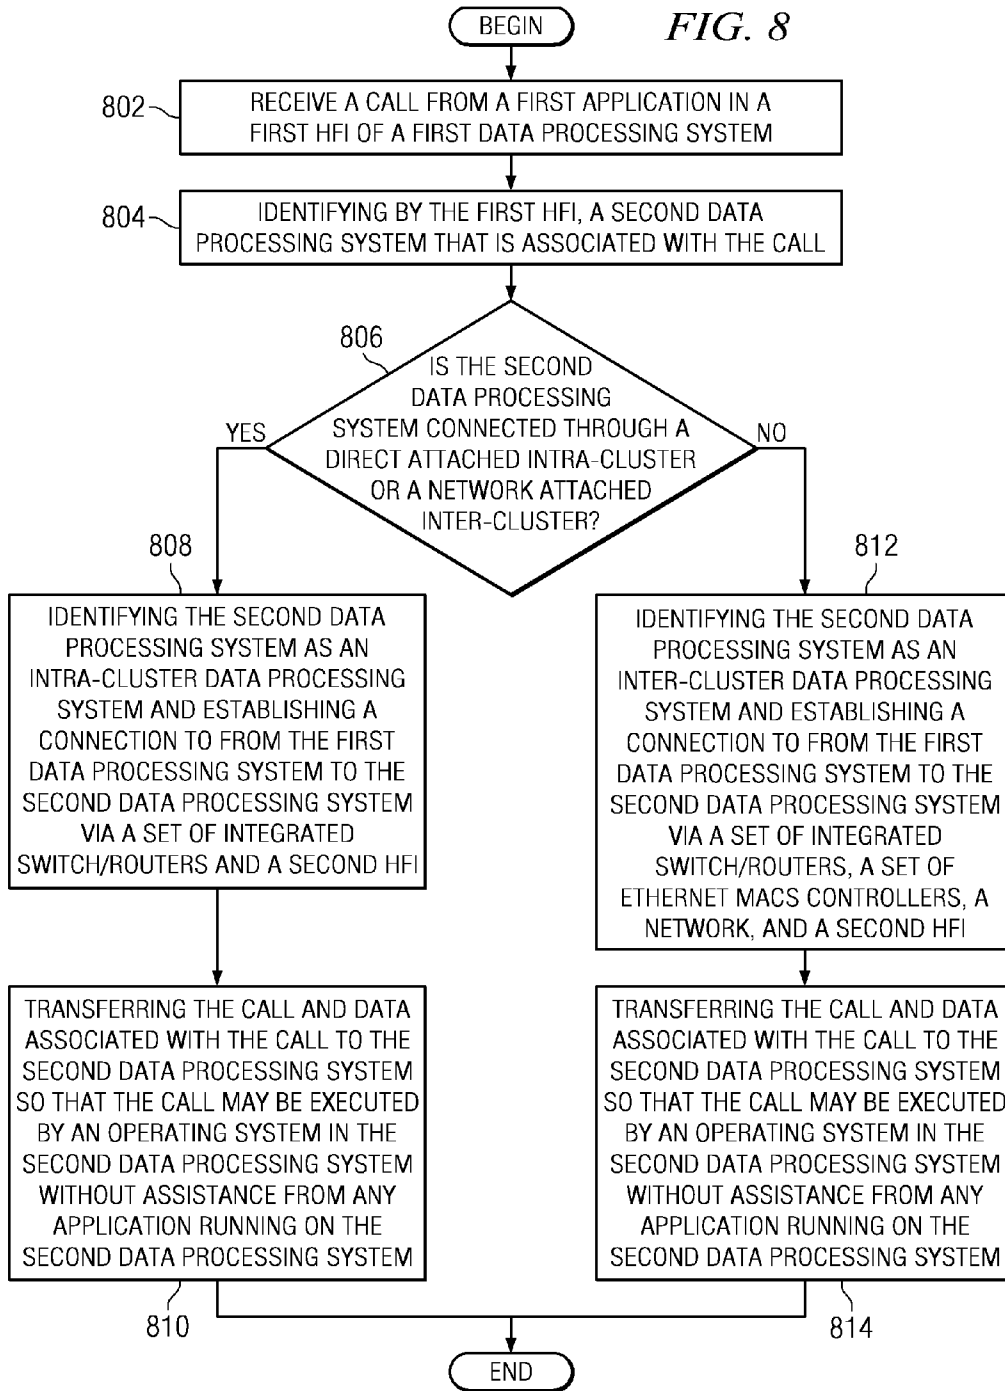 BEGIN
FIG. 8
802
RECEIVE A CALL FROM A FIRST APPLICATION IN A
FIRST HFI OF A FIRST DATA PROCESSING SYSTEM
804
IDENTIFYING BY THE FIRST HFI, A SECOND DATA
PROCESSING SYSTEM THAT IS ASSOCIATED WITH THE CALL
806
IS THE SECOND
DATA PROCESSING
SYSTEM CONNECTED THROUGH A
DIRECT ATTACHED INTRA-CLUSTER
OR A NETWORK ATTACHED
INTER-CLUSTER?
YES
NO
808
IDENTIFYING THE SECOND DATA
PROCESSING SYSTEM AS AN
INTRA-CLUSTER DATA PROCESSING
SYSTEM AND ESTABLISHING A
CONNECTION TO FROM THE FIRST
DATA PROCESSING SYSTEM TO THE
SECOND DATA PROCESSING SYSTEM
VIA A SET OF INTEGRATED
SWITCH/ROUTERS AND A SECOND HFI
812
IDENTIFYING THE SECOND DATA
PROCESSING SYSTEM AS AN
INTER-CLUSTER DATA PROCESSING
SYSTEM AND ESTABLISHING A
CONNECTION TO FROM THE FIRST
DATA PROCESSING SYSTEM TO THE
SECOND DATA PROCESSING SYSTEM
VIA A SET OF INTEGRATED
SWITCH/ROUTERS, A SET OF
ETHERNET MACS CONTROLLERS, A
NETWORK, AND A SECOND HFI
TRANSFERRING THE CALL AND DATA
ASSOCIATED WITH THE CALL TO THE
SECOND DATA PROCESSING SYSTEM
SO THAT THE CALL MAY BE EXECUTED
BY AN OPERATING SYSTEM IN THE
SECOND DATA PROCESSING SYSTEM
WITHOUT ASSISTANCE FROM ANY
APPLICATION RUNNING ON THE
SECOND DATA PROCESSING SYSTEM
810
TRANSFERRING THE CALL AND DATA
ASSOCIATED WITH THE CALL TO THE
SECOND DATA PROCESSING SYSTEM
SO THAT THE CALL MAY BE EXECUTED
BY AN OPERATING SYSTEM IN THE
SECOND DATA PROCESSING SYSTEM
WITHOUT ASSISTANCE FROM ANY
APPLICATION RUNNING ON THE
SECOND DATA PROCESSING SYSTEM
814
END